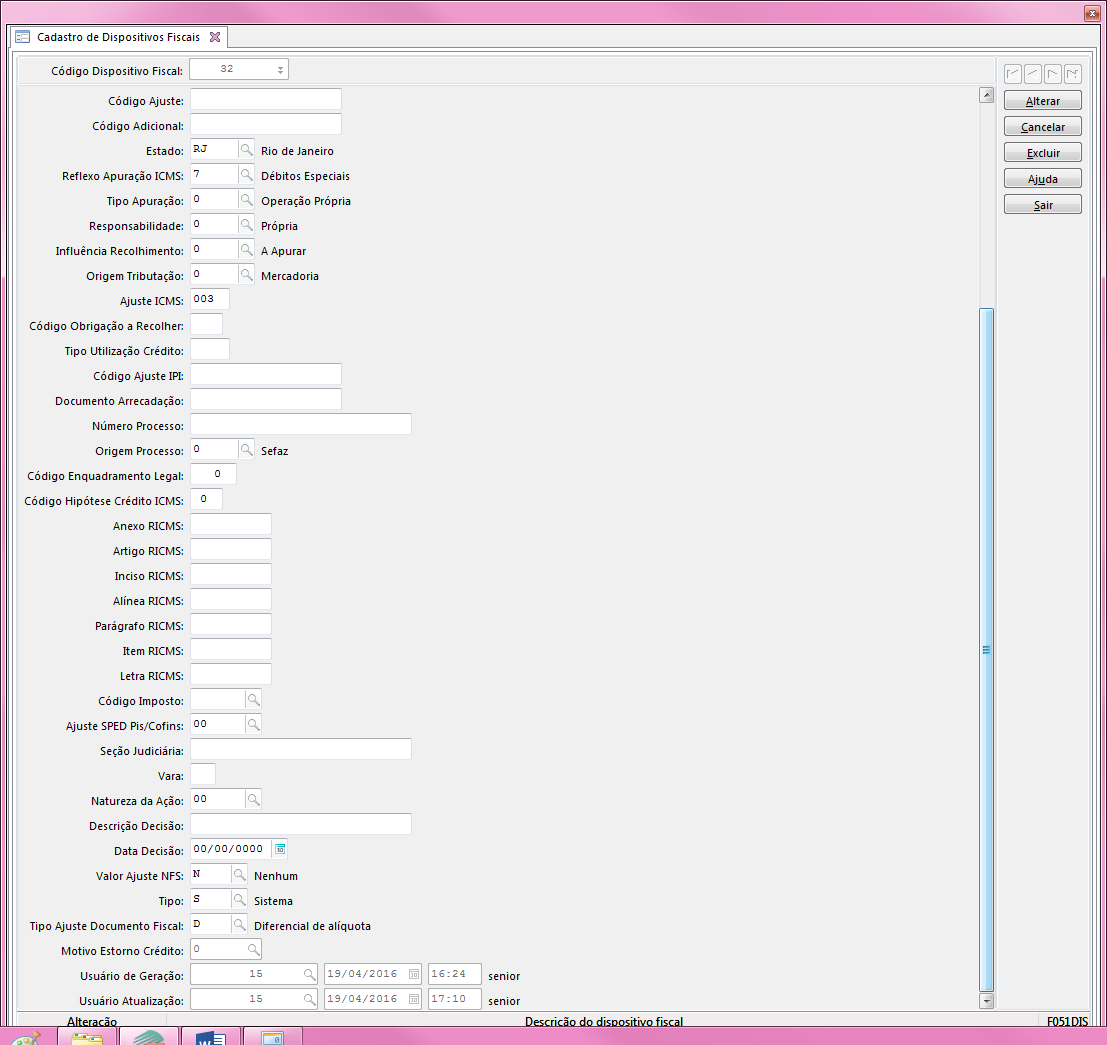 Cadastro de Dispositivos Fiscais
Código Dispositivo Fiscal: 32
Código Ajuste:
Alterar
Código Adicional:
Cancelar
Estado: RJ Rio de Janeiro
Excluir
Reflexo Apuração ICMS: 7 Débitos Especiais
Ajuda
Tipo Apuração: 0 Operação Própria
Sair
Responsabilidade: 0 Própria
Influência Recolhimento: 0 A Apurar
Origem Tributação: 0 Mercadoria
Ajuste ICMS: 003
Código Obrigação a Recolher:
Tipo Utilização Crédito:
Código Ajuste IPI:
Documento Arrecadação:
Número Processo:
Origem Processo: 0 Sefaz
Código Enquadramento Legal: 0
Código Hipótese Crédito ICMS: 0
Anexo RICMS:
Artigo RICMS:
Inciso RICMS:
Alínea RICMS:
Parágrafo RICMS:
Item RICMS:
Letra RICMS:
Código Imposto:
Ajuste SPED Pis/Cofins: 00
Seção Judiciária:
Vara:
Natureza da Ação: 00
Descrição Decisão:
Data Decisão: 00/00/0000
Valor Ajuste NFS: N Nenhum
Tipo: S Sistema
Tipo Ajuste Documento Fiscal: D Diferencial de alíquota
Motivo Estorno Crédito: 0
Usuário de Geração: 15 19/04/2016 16:24 senior
Usuário Atualização: 15 19/04/2016 17:10 senior
Alteração Descrição do dispositivo fiscal F051DIS